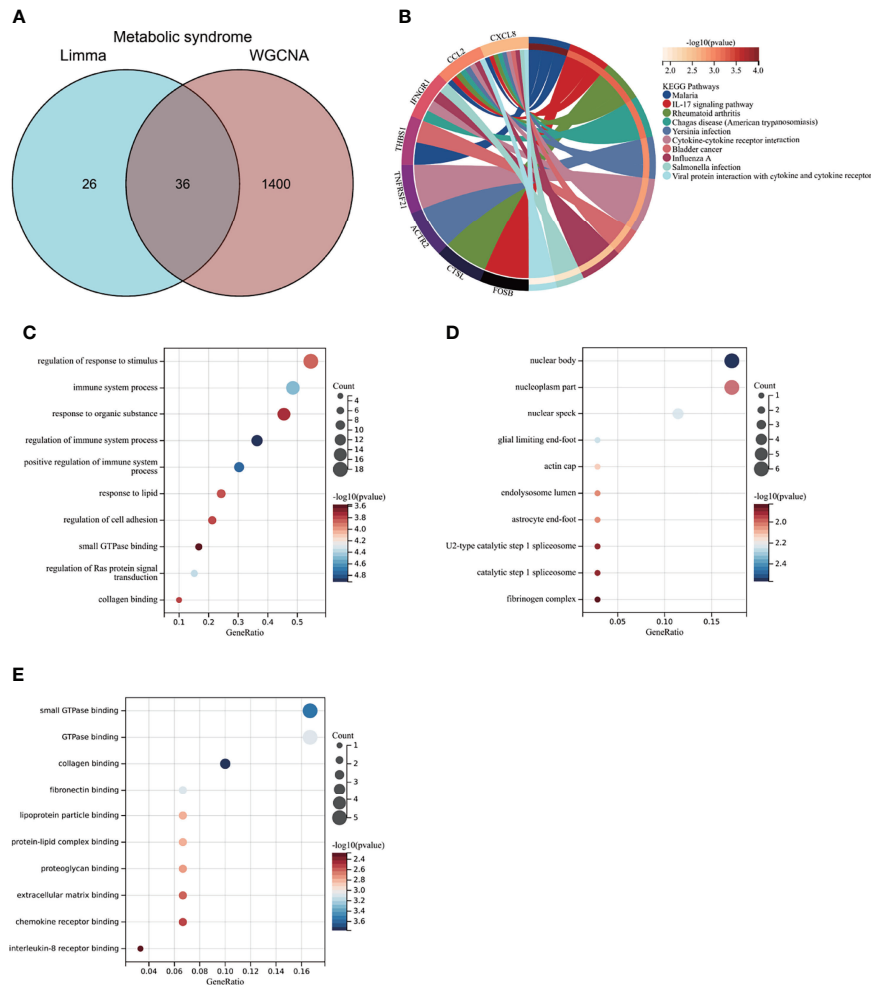 A
Metabolic syndrome
Limma
WGCNA
26
36
1400
B
CXCL8
CCL2
IFNGR1
THBS1
TNFRSF21
ACTR2
CTSL
FOSB
-log10(pvalue)
2.0 2.5 3.0 3.5 4.0
KEGG Pathways
Malaria
IL-17 signaling pathway
Rheumatoid arthritis
Chagas disease (American trypanosomiasis)
Yersinia infection
Cytokine-cytokine receptor interaction
Bladder cancer
Influenza A
Salmonella infection
Viral protein interaction with cytokine and cytokine receptor
C
regulation of response to stimulus
immune system process
response to organic substance
regulation of immune system process
positive regulation of immune system
process
response to lipid
regulation of cell adhesion
small GTPase binding
regulation of Ras protein signal
transduction
collagen binding
0.1 0.2 0.3 0.4 0.5
GeneRatio
Count
4
6
8
10
12
14
16
18
-log10(pvalue)
3.6
3.8
4.0
4.2
4.4
4.6
4.8
D
nuclear body
nucleoplasm part
nuclear speck
glial limiting end-foot
actin cap
endolysosome lumen
astrocyte end-foot
U2-type catalytic step 1 spliceosome
catalytic step 1 spliceosome
fibrinogen complex
0.05 0.10 0.15
GeneRatio
Count
1
2
3
4
5
6
-log10(pvalue)
2.0
2.2
2.4
E
small GTPase binding
GTPase binding
collagen binding
fibronectin binding
lipoprotein particle binding
protein-lipid complex binding
proteoglycan binding
extracellular matrix binding
chemokine receptor binding
interleukin-8 receptor binding
0.04 0.06 0.08 0.10 0.12 0.14 0.16
GeneRatio
Count
1
2
3
4
5
-log10(pvalue)
2.4
2.6
2.8
3.0
3.2
3.4
3.6